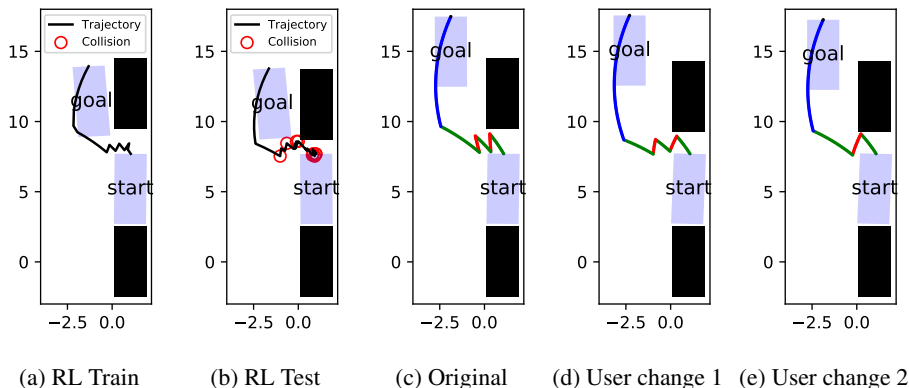 Trajectory
Collision
15
10
5
0
−2.5 0.0
goal
start
(a) RL Train
Trajectory
Collision
15
10
5
0
−2.5 0.0
goal
start
(b) RL Test
15
10
5
0
−2.5 0.0
goal
start
(c) Original
15
10
5
0
−2.5 0.0
goal
start
(d) User change 1
15
10
5
0
−2.5 0.0
goal
start
(e) User change 2